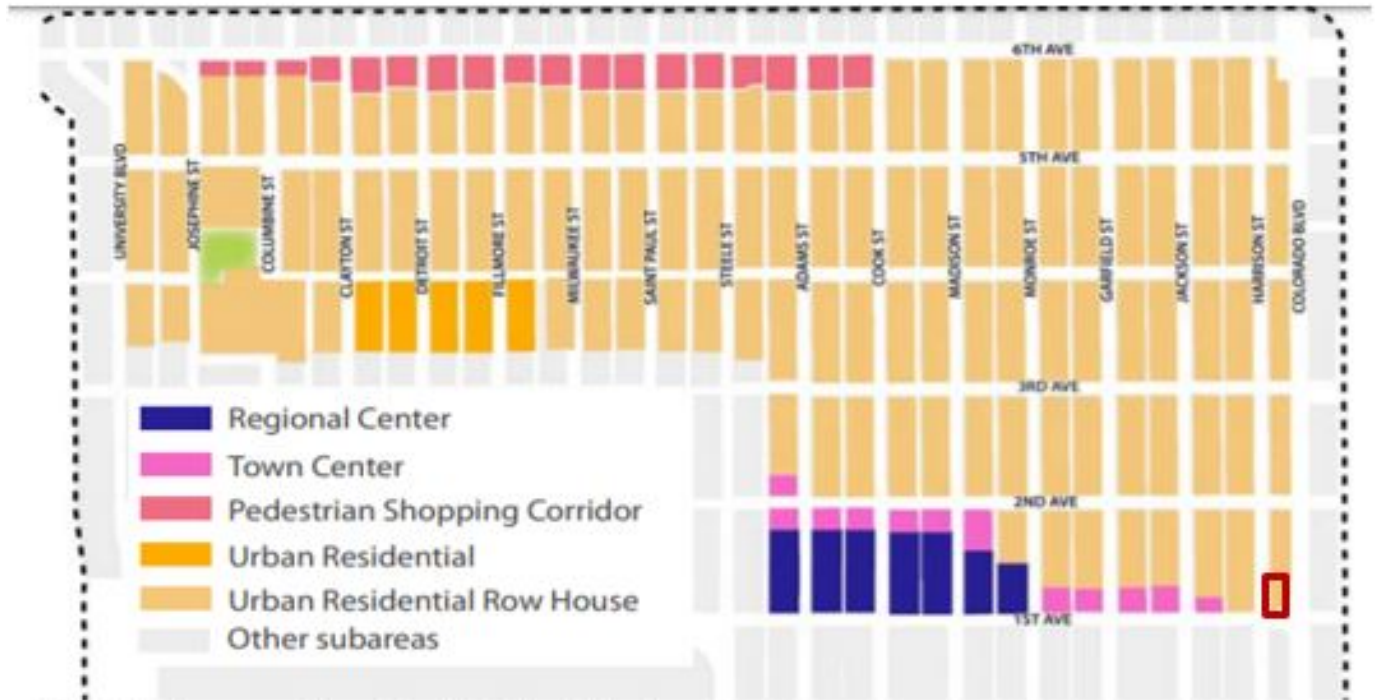 6TH AVE
5TH AVE
UNIVERSITY BLVD
JOSEPHINE ST
COLUMBINE ST
CLAYTON ST
DETROIT ST
FILLMORE ST
MILWAUKEE ST
SAINT PAUL ST
STEELE ST
ADAMS ST
COOK ST
MADISON ST
MONROE ST
GARFIELD ST
JACKSON ST
HARRISON ST
COLORADO BLVD
3RD AVE
Regional Center
Town Center
Pedestrian Shopping Corridor
Urban Residential
Urban Residential Row House
Other subareas
2ND AVE
1ST AVE